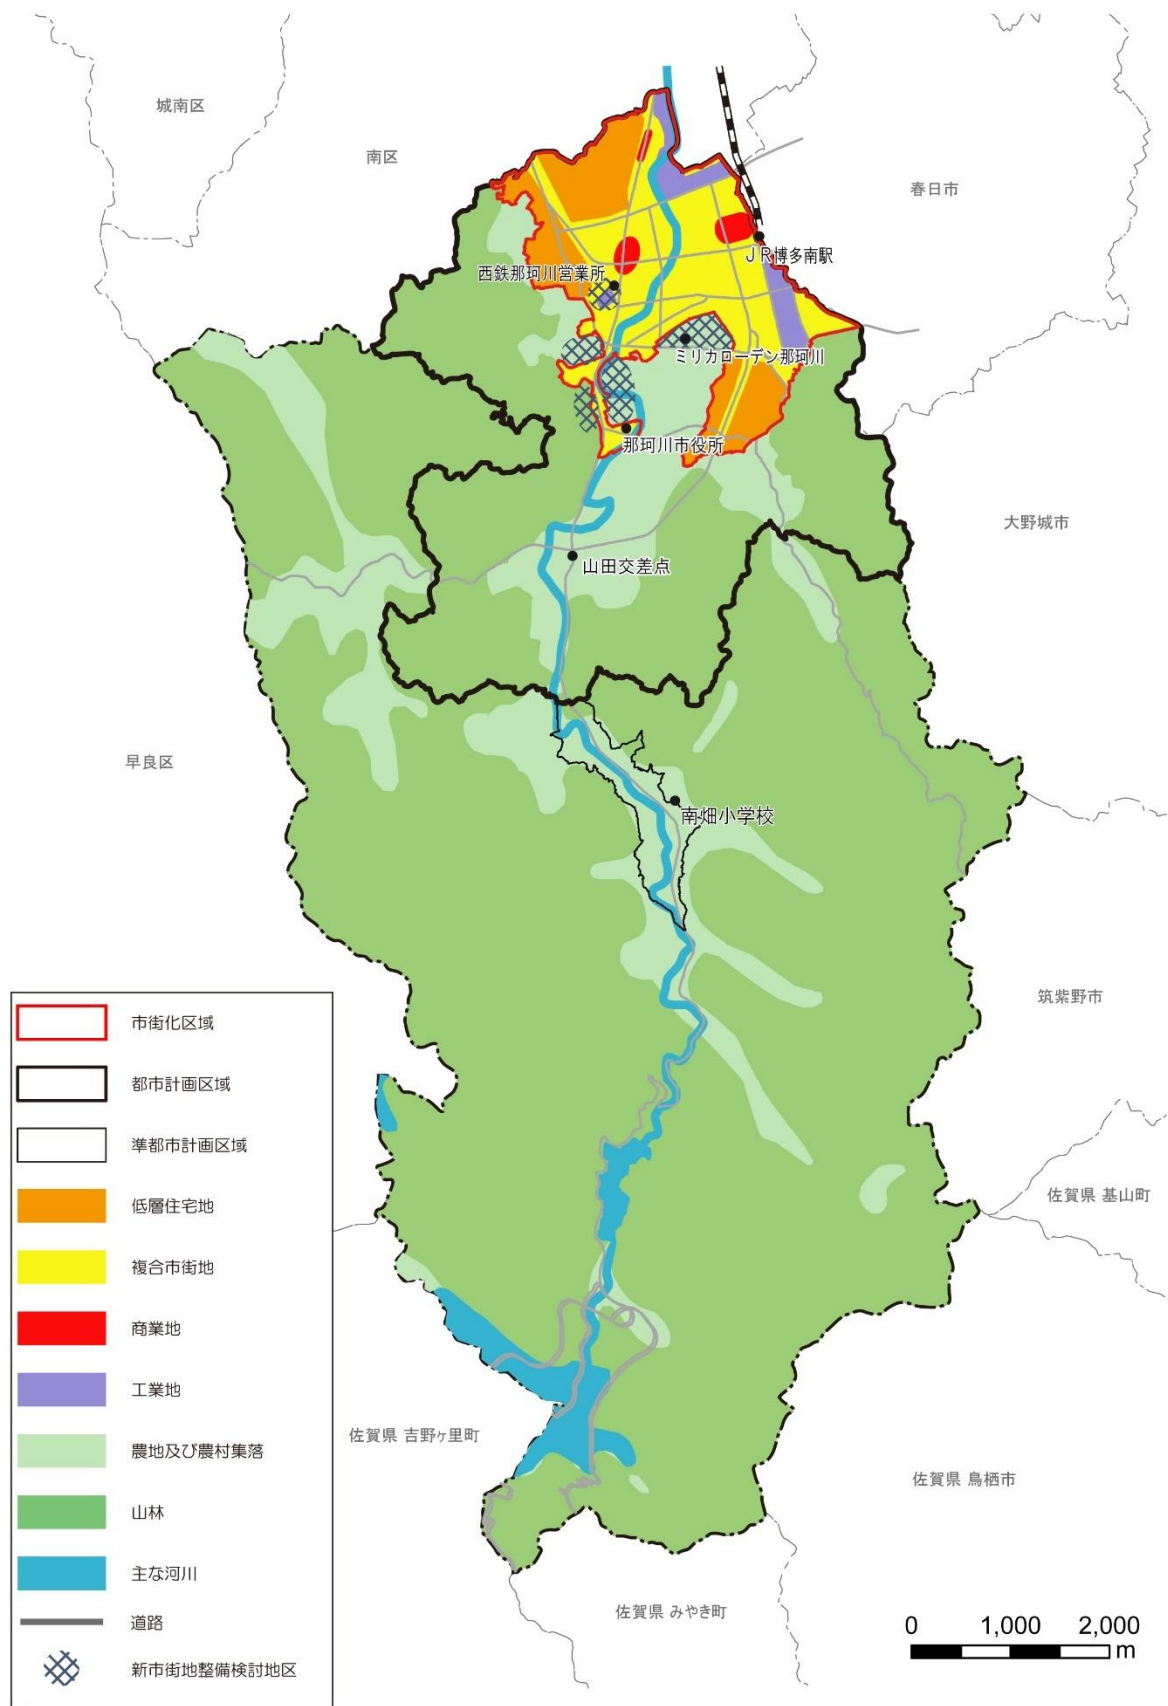 城南区
南区
春日市
JR博多南駅
西鉄那珂川営業所
ミリカローデン那珂川
那珂川市役所
大野城市
山田交差点
早良区
南畑小学校
筑紫野市
佐賀県 基山町
佐賀県 吉野ヶ里町
佐賀県 鳥栖市
佐賀県 みやき町
市街化区域
都市計画区域
準都市計画区域
低層住宅地
複合市街地
商業地
工業地
農地及び農村集落
山林
主な河川
道路
新市街地整備検討地区
0 1,000 2,000
m